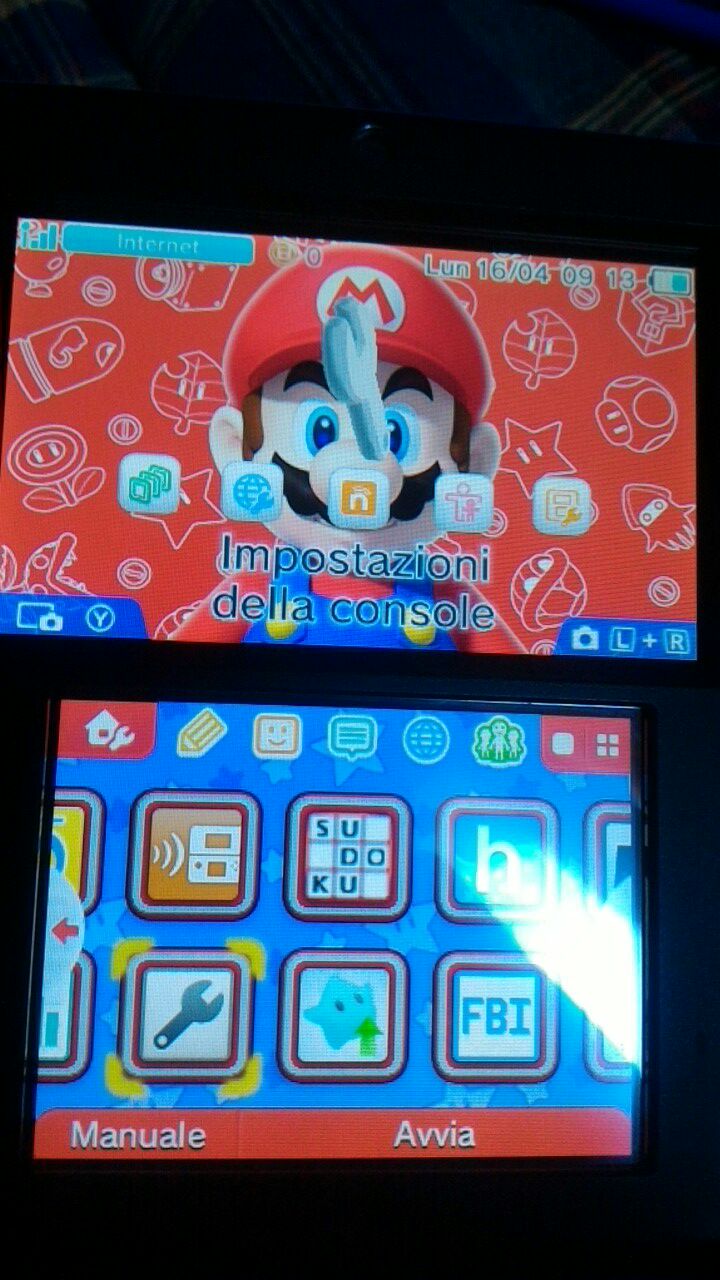 Internet
0
Lun 16/04 09 13
M
Impostazioni
della console
Y
L + R
SU
DO
KU
h
FBI
Manuale
Avvia